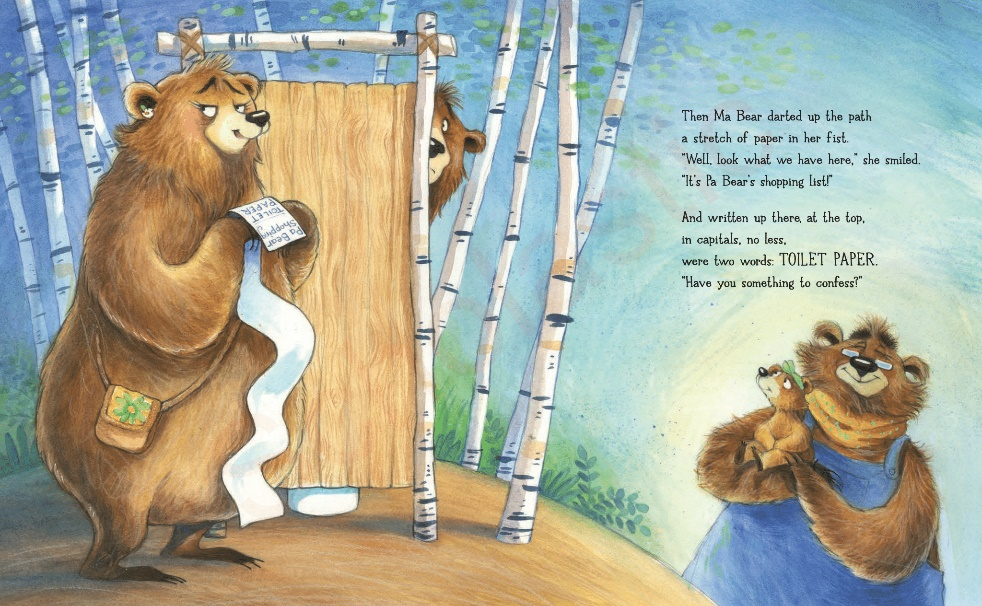 TOILET
PAPER
Pa Bear
Shopping
Then Ma Bear darted up the path
a stretch of paper in her fist.
"Well, look what we have here," she smiled.
"It's Pa Bear's shopping list!"
And written up there, at the top,
in capitals, no less,
were two words: TOILET PAPER.
"Have you something to confess?"